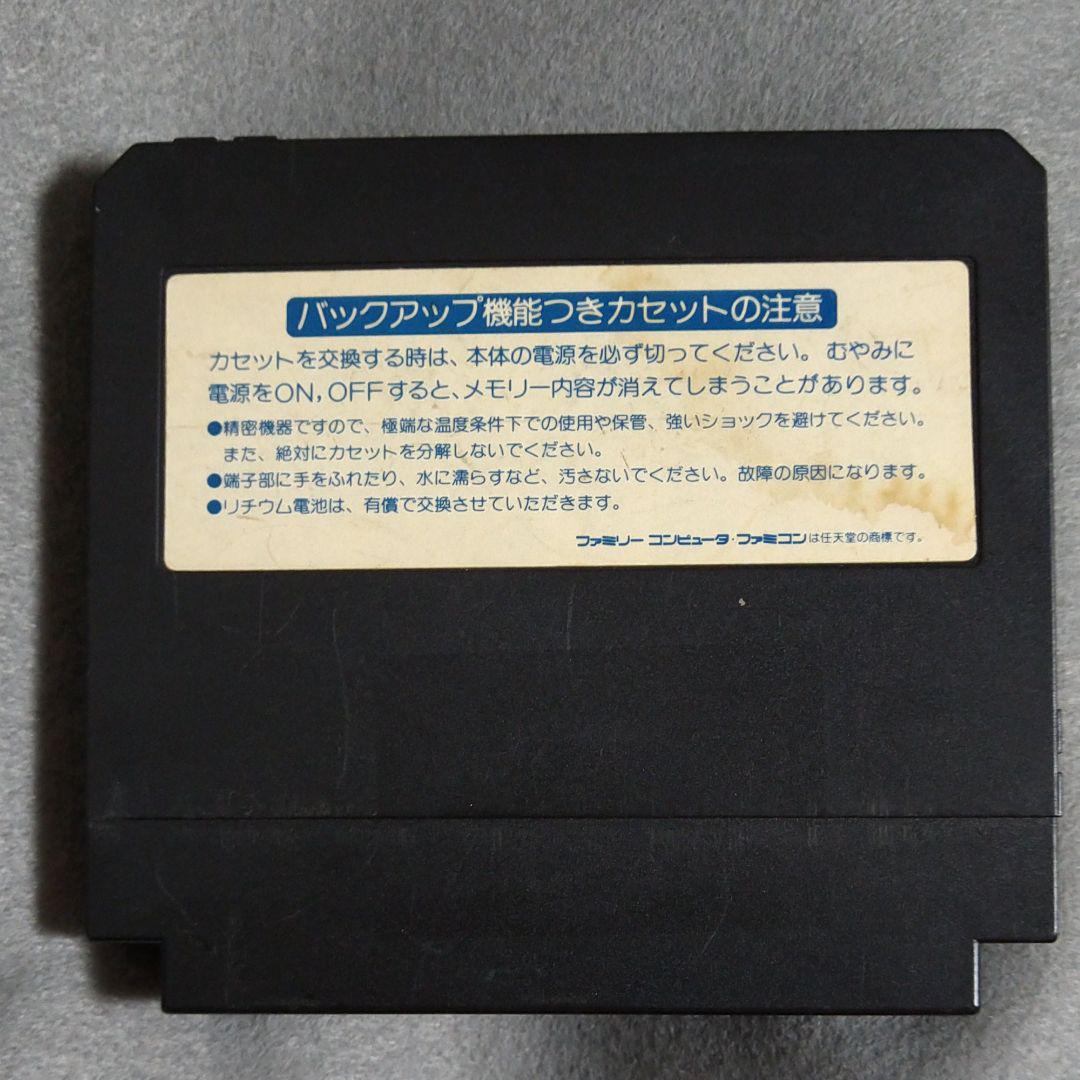 バックアップ機能つきカセットの注意
カセットを交換する時は、本体の電源を必ず切ってください。むやみに
電源をON,OFFすると、メモリー内容が消えてしまうことがあります。
●精密機器ですので、極端な温度条件下での使用や保管、強いショックを避けてください。
また、絶対にカセットを分解しないでください。
●端子部に手をふれたり、水に濡らすなど、汚さないでください。故障の原因になります。
●リチウム電池は、有償で交換させていただきます。
ファミリーコンピュータ・ファミコンは任天堂の商標です。